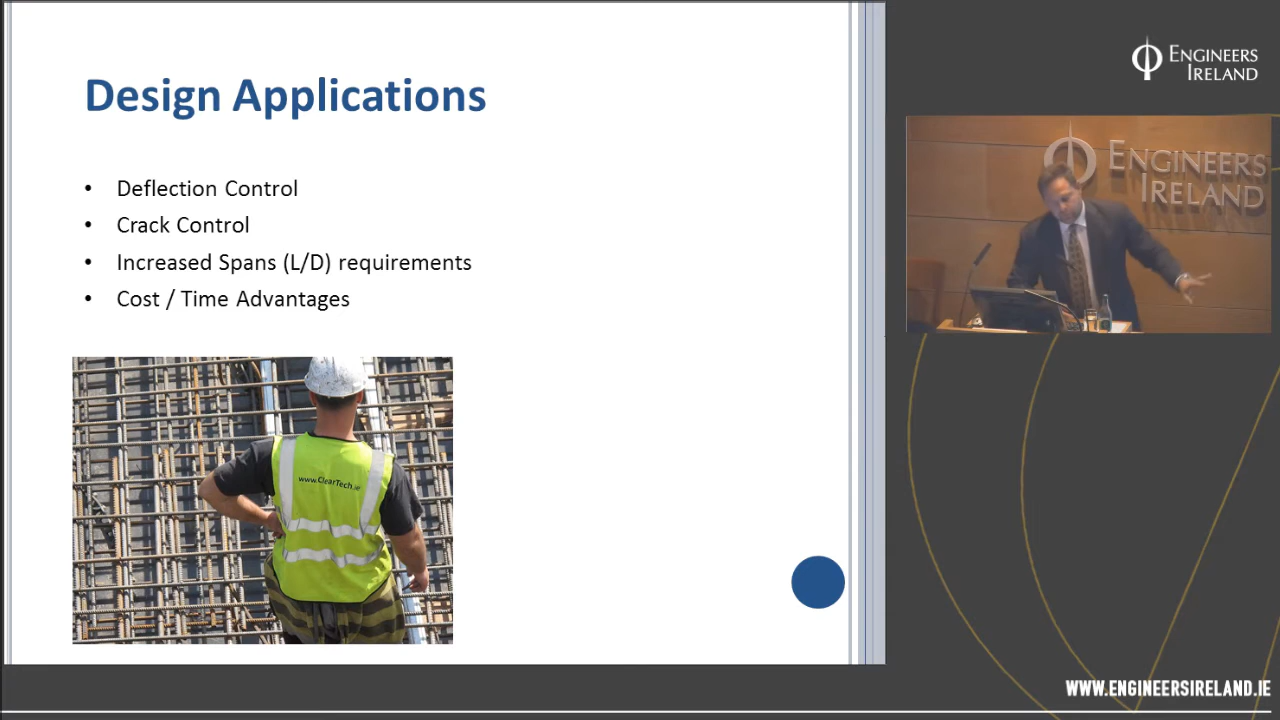 Design Applications
• Deflection Control
• Crack Control
• Increased Spans (L/D) requirements
• Cost / Time Advantages
www.ClearTech.ie
ENGINEERS
IRELAND
ENGINEERS
IRELAND
WWW.ENGINEERSIRELAND.IE